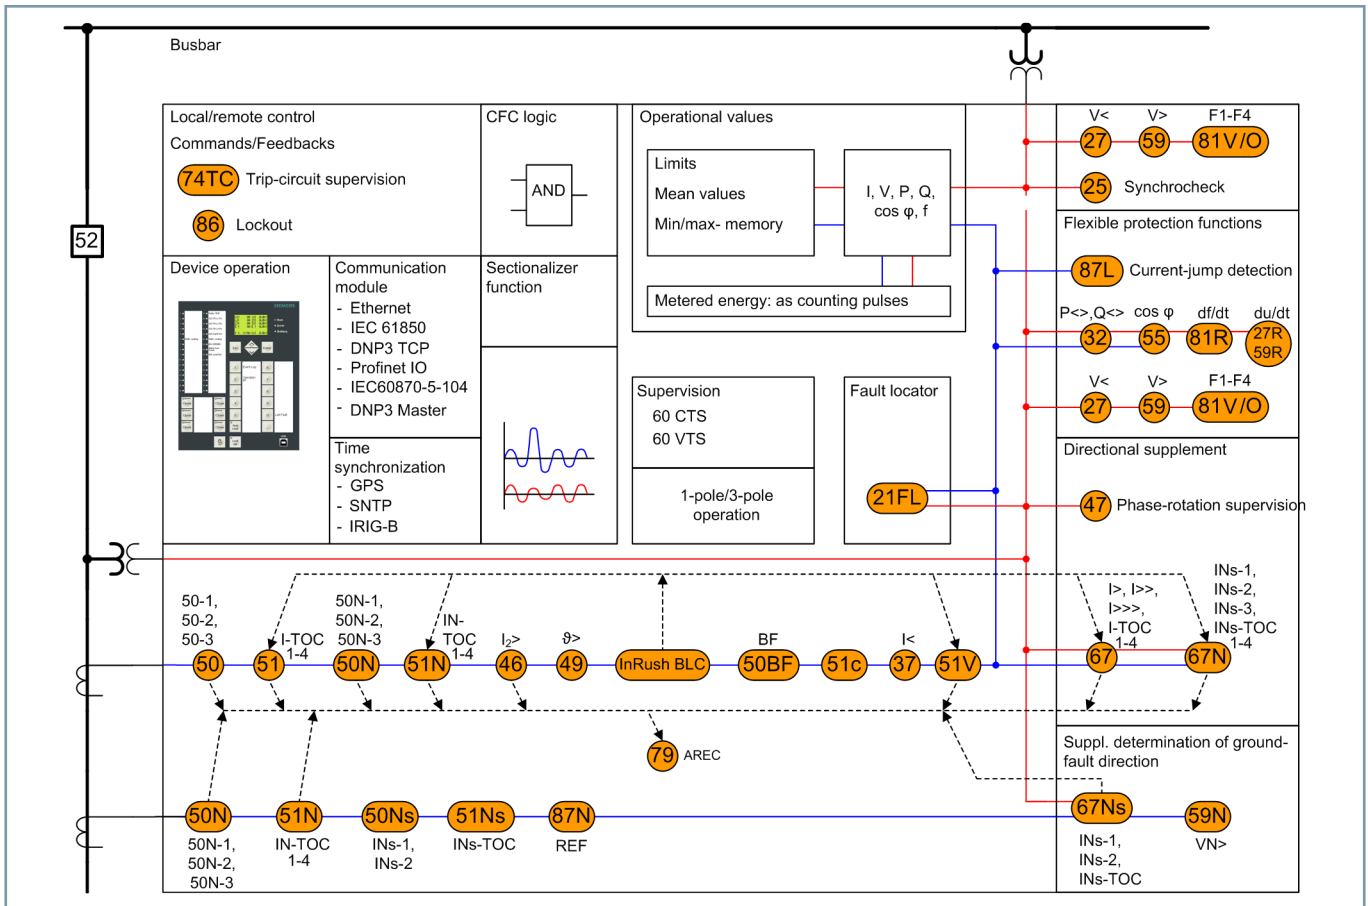 Busbar
52
Local/remote control
Commands/Feedbacks
74TC Trip-circuit supervision
86 Lockout
CFC logic
AND
Operational values
Limits
Mean values
Min/max- memory
I, V, P, Q,
cos φ, f
Metered energy: as counting pulses
V< V> F1-F4
27 59 81V/O
25 Synchrocheck
Flexible protection functions
87L Current-jump detection
P<>,Q<> cos φ df/dt du/dt
32 55 81R 27R
59R
V< V> F1-F4
27 59 81V/O
Device operation
SIEMENS
Communication
module
- Ethernet
- IEC 61850
- DNP3 TCP
- Profinet IO
- IEC60870-5-104
- DNP3 Master
Time
synchronization
- GPS
- SNTP
- IRIG-B
Sectionalizer
function
Supervision
60 CTS
60 VTS
1-pole/3-pole
operation
Fault locator
21FL
Directional supplement
47 Phase-rotation supervision
50-1,
50-2,
50-3
50
I-TOC
1-4
51
50N-1,
50N-2,
50N-3
50N
IN-
TOC
1-4
51N
I2>
46
ϑ>
49
InRush BLC
BF
50BF
51c
I<
37
51V
I>, I>>,
I>>>,
I-TOC
1-4
67
INs-1,
INs-2,
INs-3,
INs-TOC
1-4
67N
79 AREC
Suppl. determination of ground-
fault direction
50N
50N-1,
50N-2,
50N-3
51N
IN-TOC
1-4
50Ns
INs-1,
INs-2
51Ns
INs-TOC
87N
REF
67Ns
INs-1,
INs-2,
INs-TOC
59N
VN>